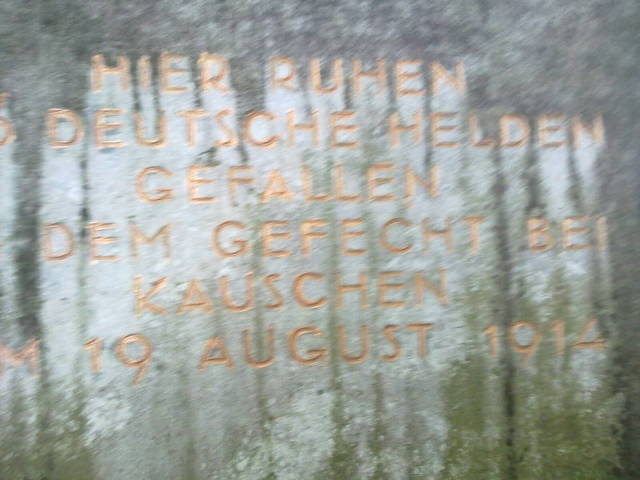 HIER RUHEN
DEUTSCHE HELDEN
GEFALLEN
DEM GEFECHT BEI
KAUSCHEN
M 19 AUGUST 1914